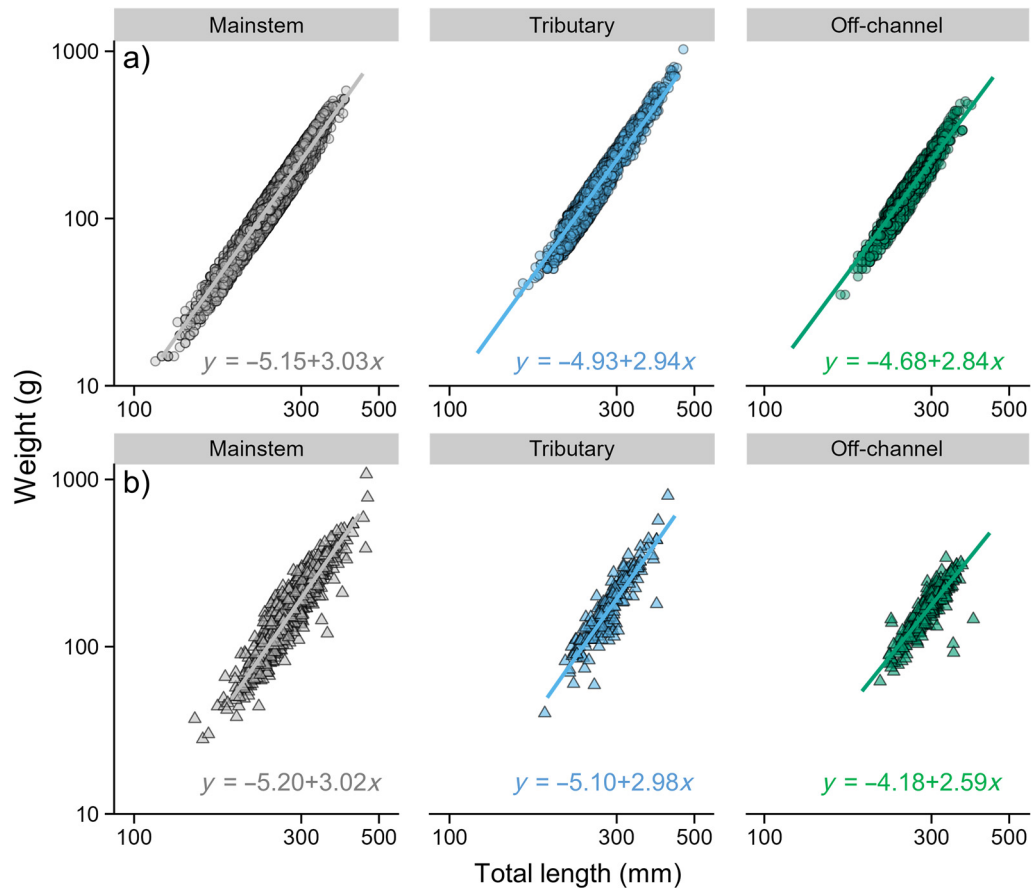 Mainstem Tributary Off-channel
a)
1000
100
10
y = −5.15+3.03x y = −4.93+2.94x y = −4.68+2.84x
100 300 500 100 300 500 100 300 500
Mainstem Tributary Off-channel
b)
1000
100
10
y = −5.20+3.02x y = −5.10+2.98x y = −4.18+2.59x
100 300 500 100 300 500 100 300 500
Weight (g)
Total length (mm)